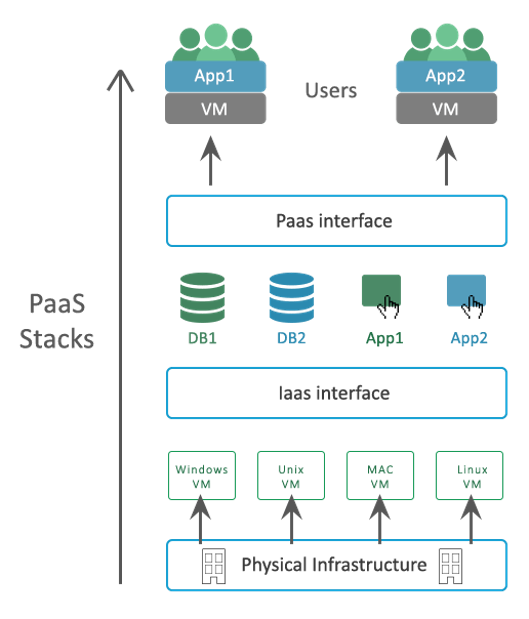 App1
VM
Users
App2
VM
Paas interface
PaaS
Stacks
DB1
DB2
App1
App2
Iaas interface
Windows
VM
Unix
VM
MAC
VM
Linux
VM
Physical Infrastructure